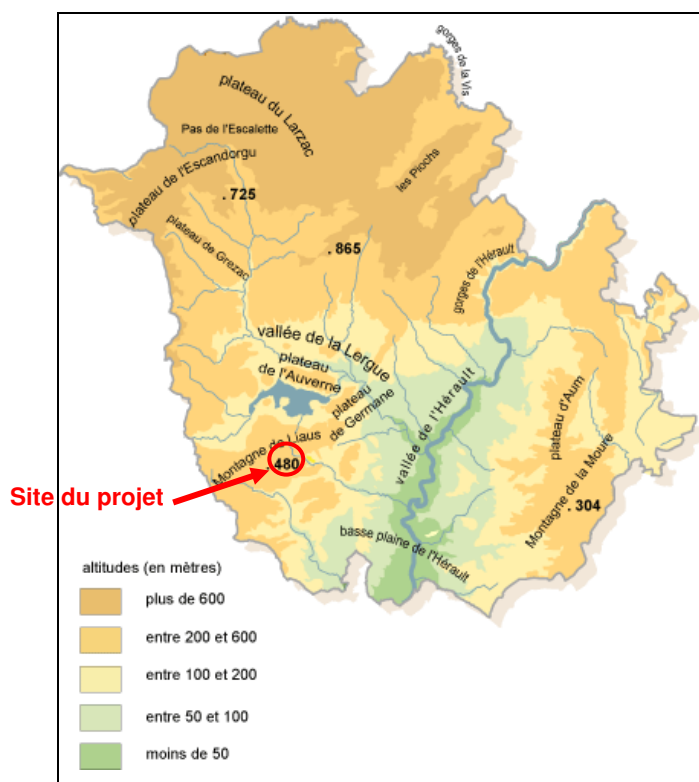 gorges de la Vis
plateau du Larzac
Pas de l'Escalette
plateau de l'Escandorgu
les Piochs
. 725
plateau de Grezac
. 865
gorges de l'Hérault
vallée de la Lergue
plateau
de l'Auverne
plateau
de Germane
vallée de l'Hérault
plateau d'Aum
Montagne de Liaus
. 480
Montagne de la Moure
Site du projet
. 304
basse plaine de l'Hérault
altitudes (en mètres)
plus de 600
entre 200 et 600
entre 100 et 200
entre 50 et 100
moins de 50